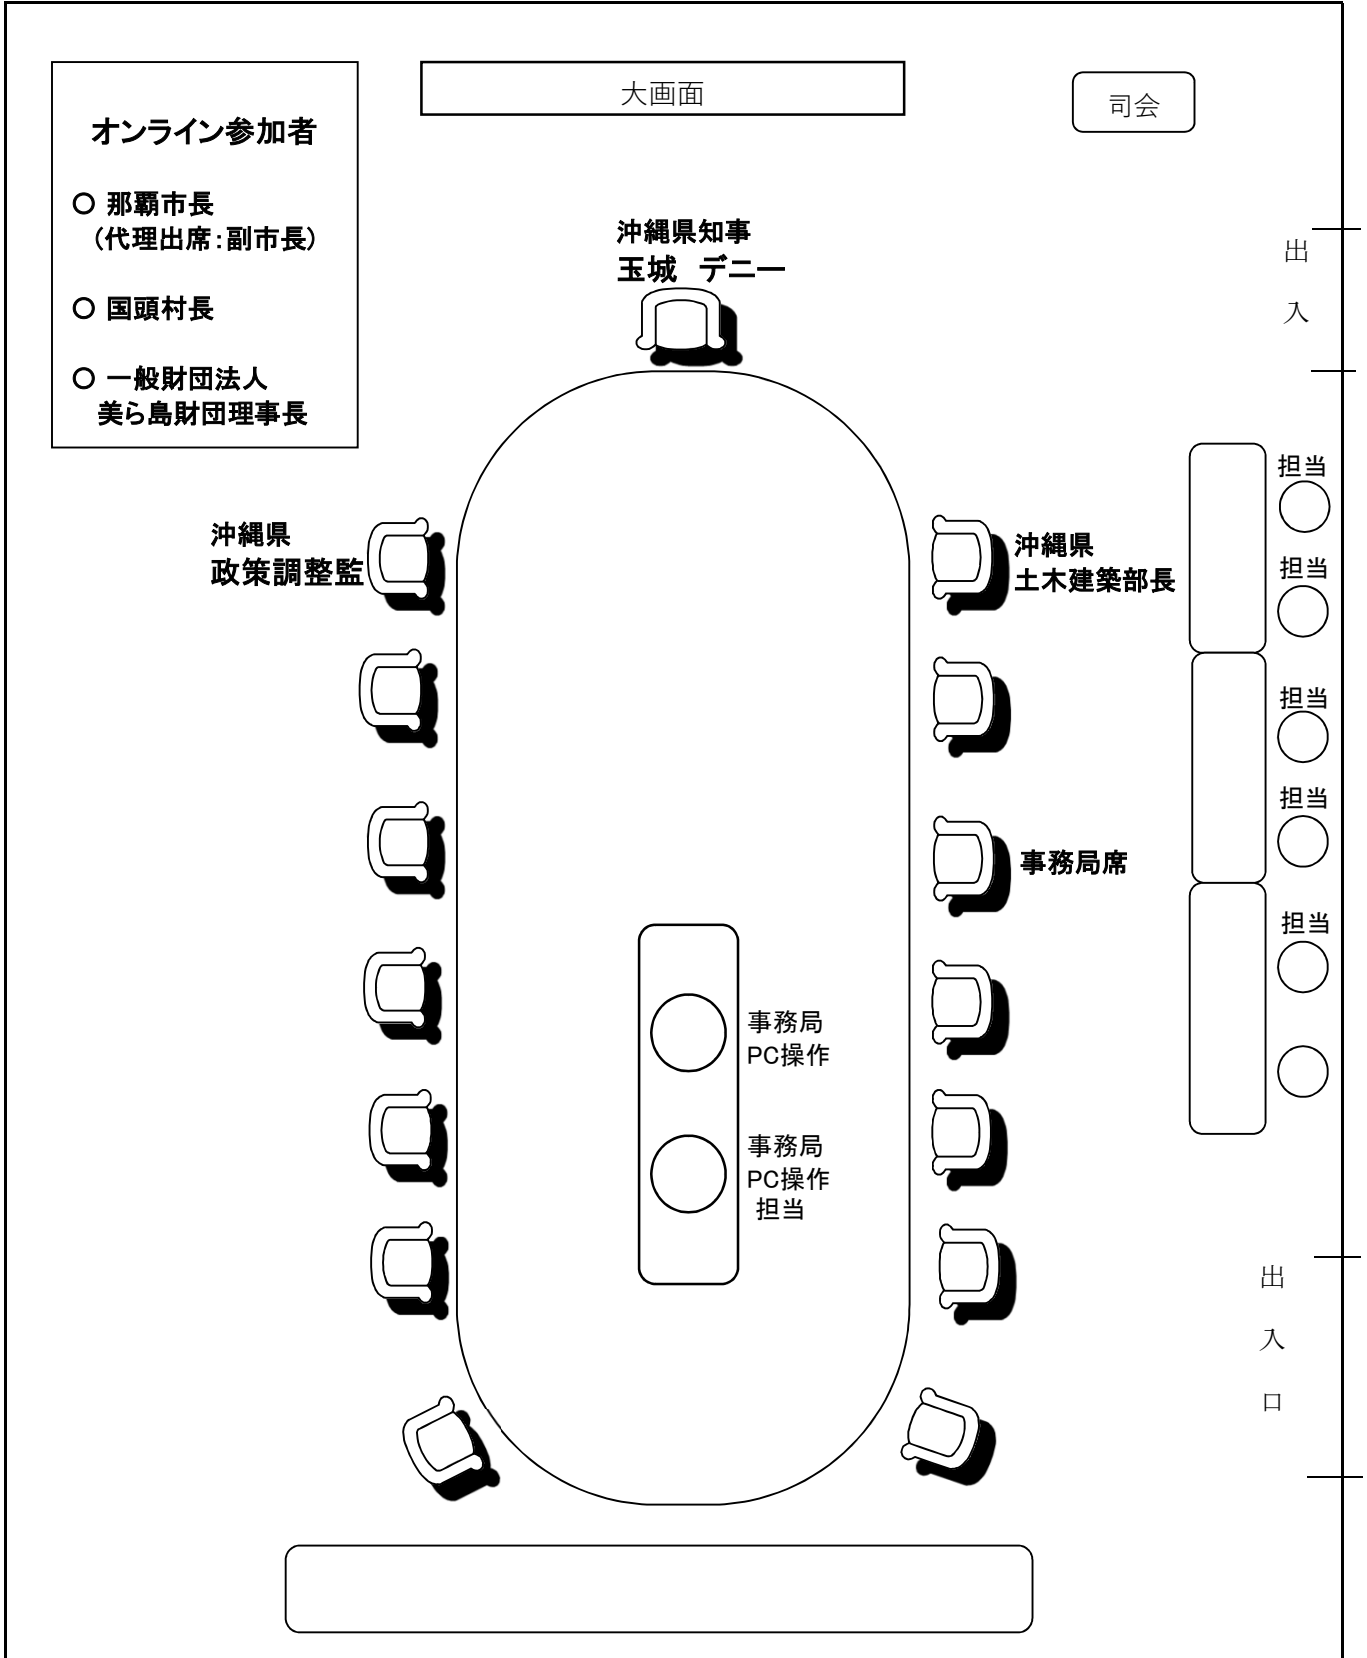 大画面
司会
オンライン参加者
〇 那覇市長
（代理出席：副市長）
〇 国頭村長
〇 一般財団法人
美ら島財団理事長
沖縄県知事
玉城　デニー
出
入
沖縄県
政策調整監
沖縄県
土木建築部長
事務局席
担当
担当
担当
担当
担当
事務局
PC操作
事務局
PC操作
担当
出
入
口